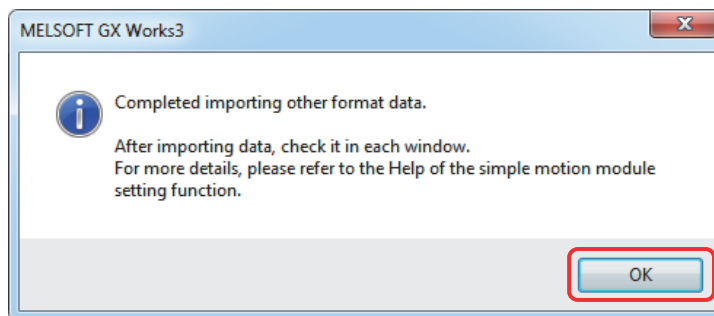 MELSOFT GX Works3
Completed importing other format data.
After importing data, check it in each window.
For more details, please refer to the Help of the simple motion module
setting function.
OK